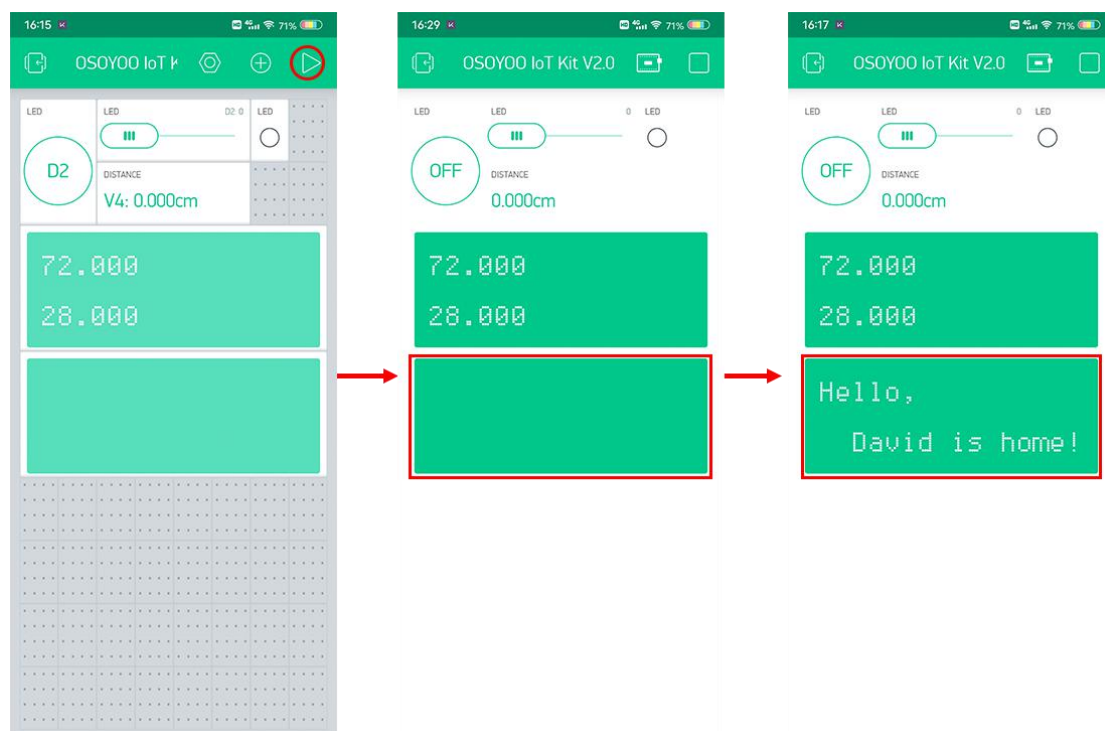 16:15 4G 71%
OSOYOO IoT K
LED LED D2 0 LED
D2
DISTANCE
V4: 0.000cm
72.000
28.000
16:29 4G 71%
OSOYOO IoT Kit V2.0
LED LED 0 LED
OFF
DISTANCE
0.000cm
72.000
28.000
16:17 4G 71%
OSOYOO IoT Kit V2.0
LED LED 0 LED
OFF
DISTANCE
0.000cm
72.000
28.000
Hello,
David is home!